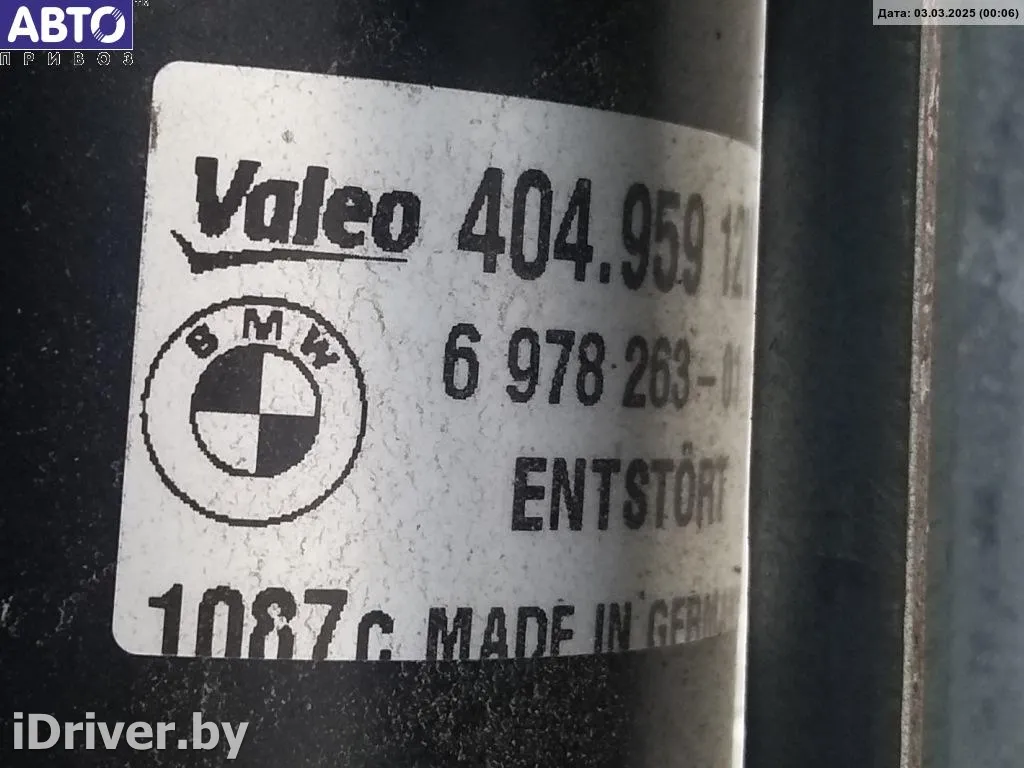 АВТО
ПРИВОЗ
Дата: 03.03.2025 (00:06)
Valeo 404.959
BMW
6 978 263-01
ENTSTÖRT
1087c MADE IN
iDriver.by